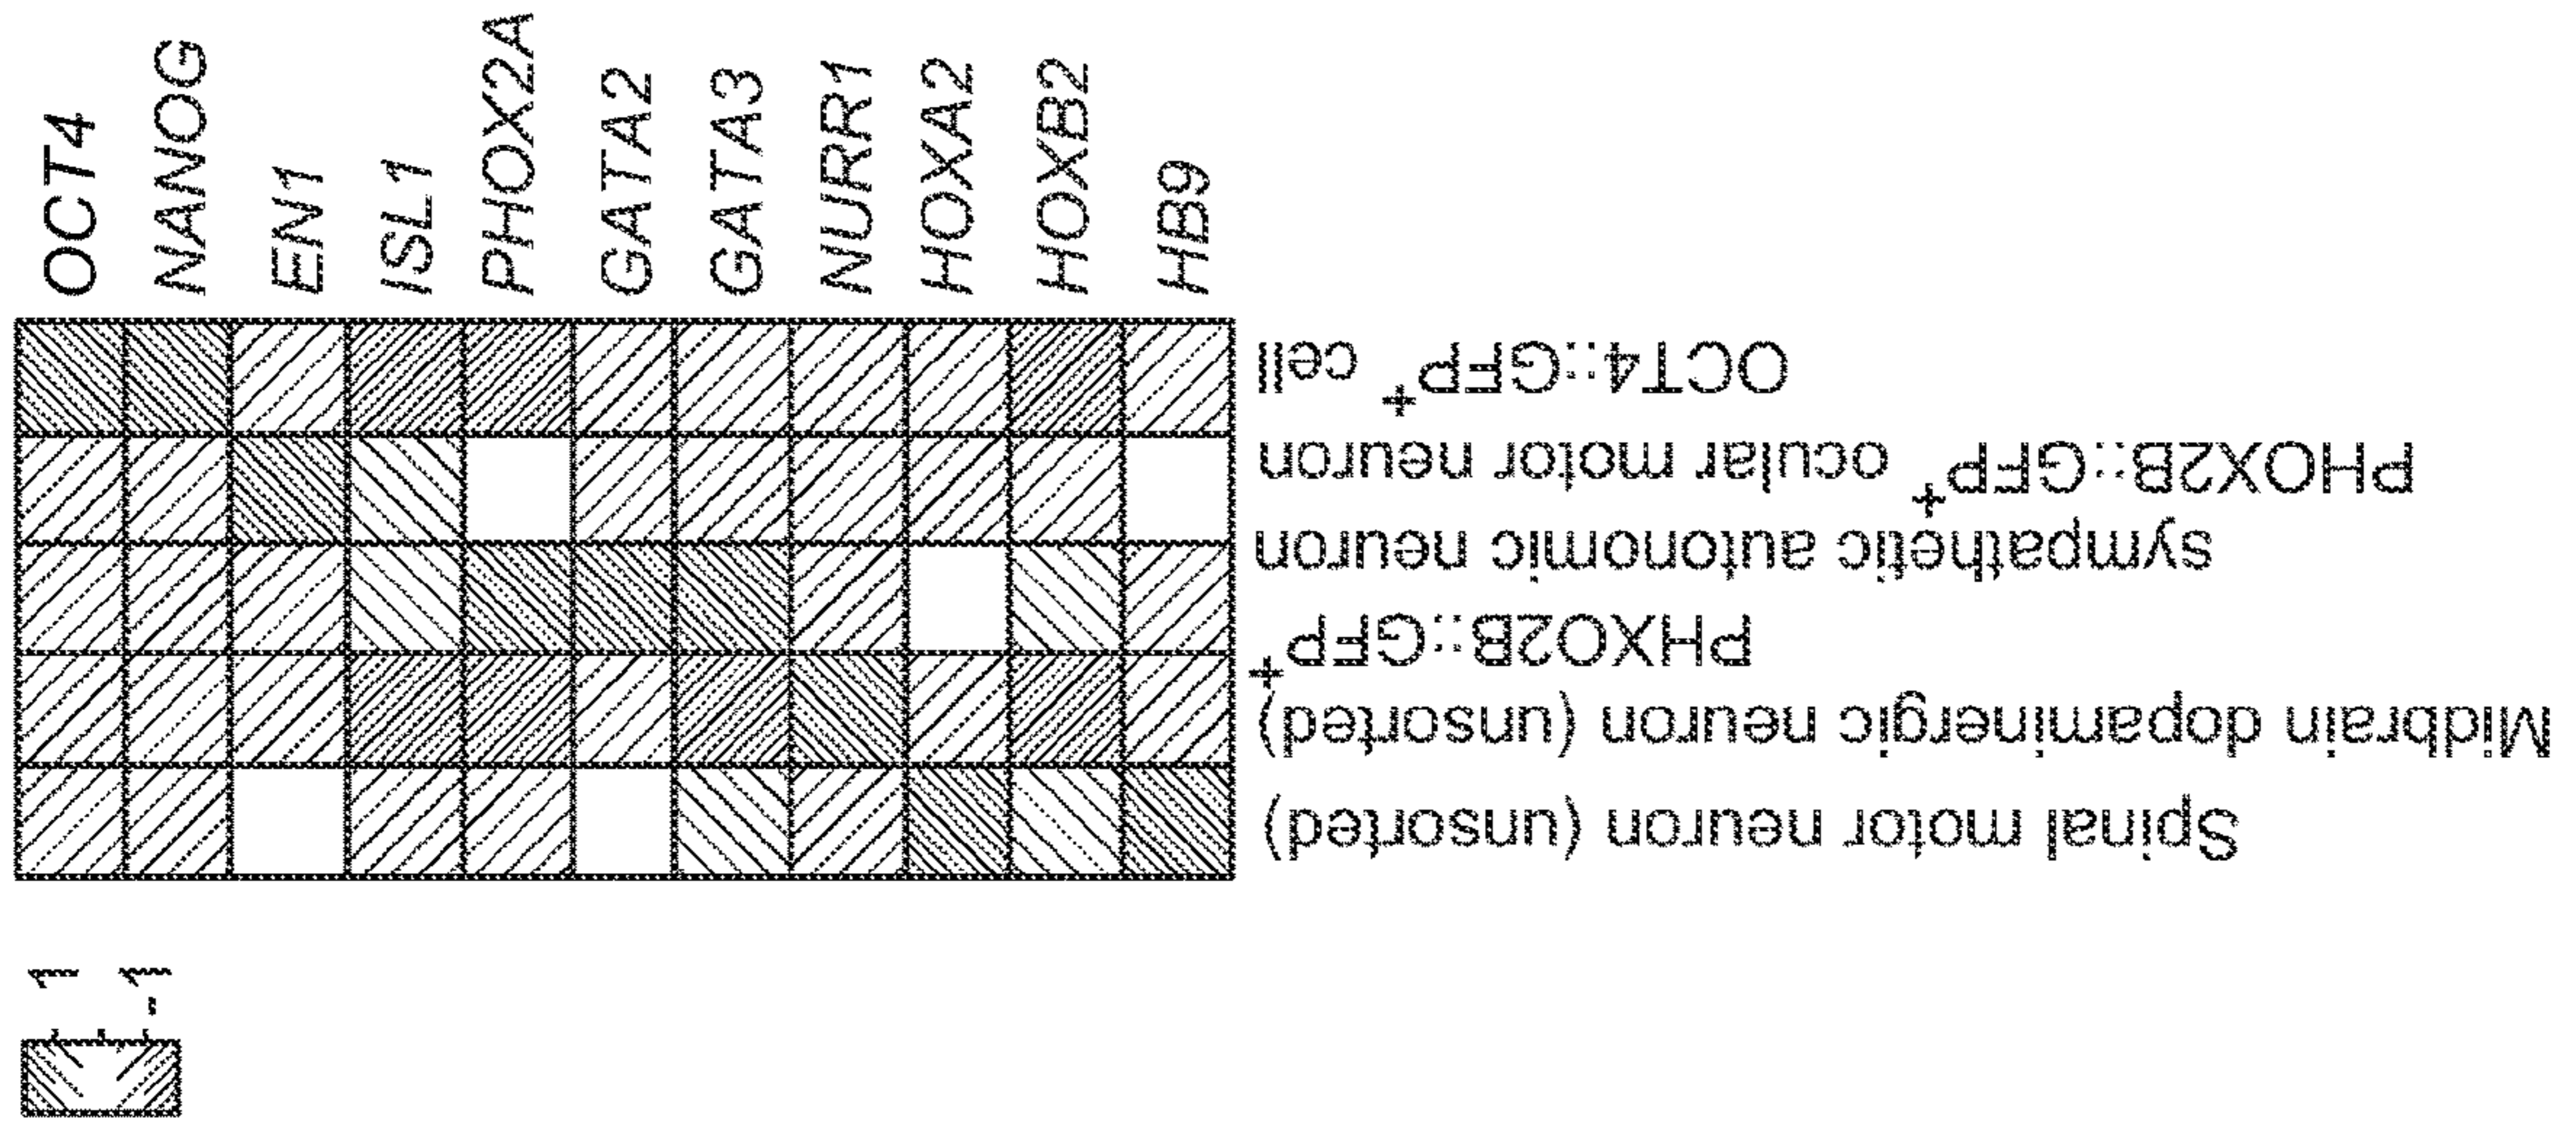 OCT4
NANOG
EN1
ISL1
PHOX2A
GATA2
GATA3
NURR1
HOXA2
HOXB2
HB9
OCT4::GFP+ cell
PHOX2B::GFP+ ocular motor neuron
sympathetic autonomic neuron
PHXO2B::GFP+
Midbrain dopaminergic neuron (unsorted)
Spinal motor neuron (unsorted)
1
-1